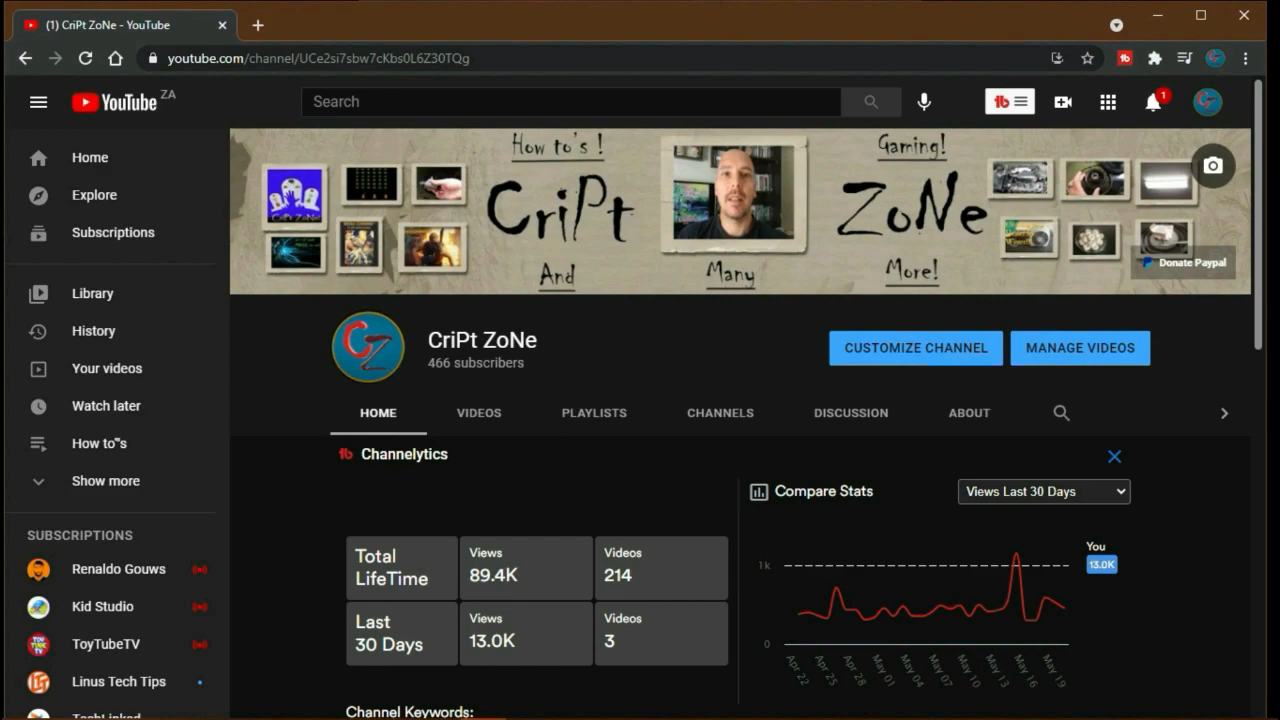 (1) CriPt ZoNe - YouTube
youtube.com/channel/UCe2si7sbw7cKbs0L6Z30TQg
YouTube ZA
Search
1
Home
Explore
Subscriptions
Library
History
Your videos
Watch later
How to"s
Show more
SUBSCRIPTIONS
Renaldo Gouws
Kid Studio
ToyTubeTV
Linus Tech Tips
How to's !
Gaming!
CriPt ZoNe
And Many More!
Donate Paypal
CriPt ZoNe
466 subscribers
CUSTOMIZE CHANNEL MANAGE VIDEOS
HOME VIDEOS PLAYLISTS CHANNELS DISCUSSION ABOUT
Channelytics
Compare Stats
Views Last 30 Days
Total LifeTime
Views
89.4K
Videos
214
Last 30 Days
Views
13.0K
Videos
3
You
13.0K
1k
0
Apr 22 Apr 25 Apr 28 May 01 May 04 May 07 May 10 May 13 May 16 May 19
Channel Keywords: